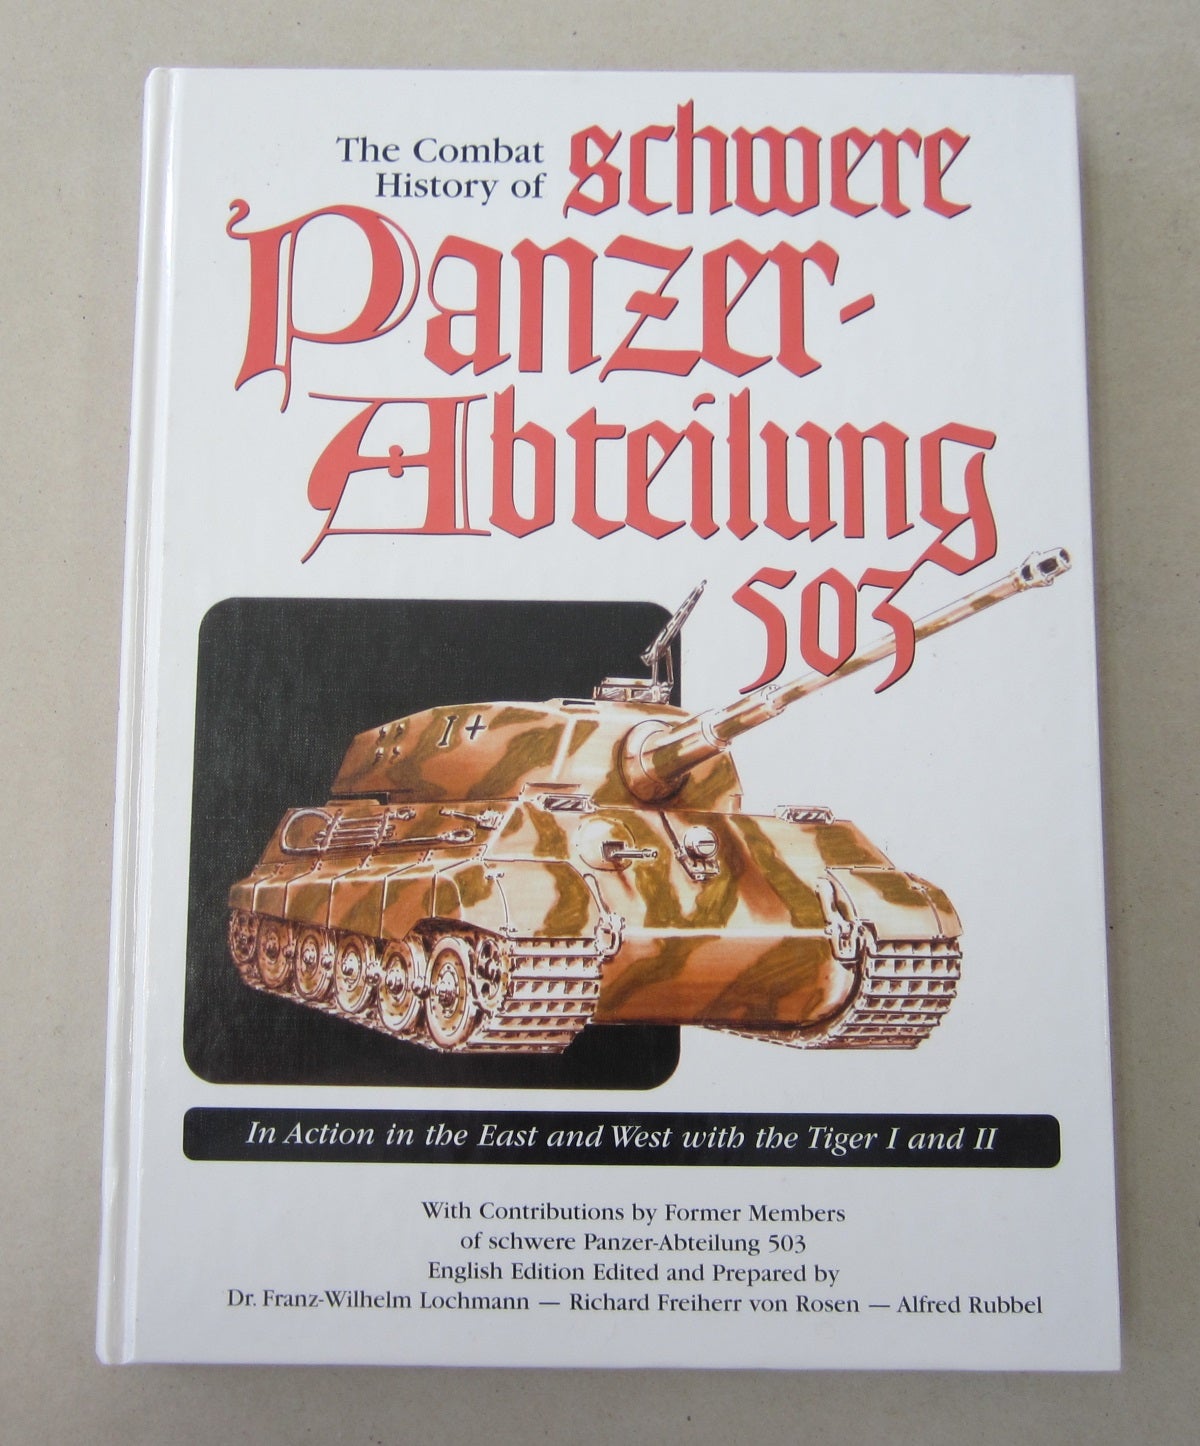 The Combat
History of
schwere
Panzer-
Abteilung
503
I
In Action in the East and West with the Tiger I and II
With Contributions by Former Members
of schwere Panzer-Abteilung 503
English Edition Edited and Prepared by
Dr. Franz-Wilhelm Lochmann — Richard Freiherr von Rosen — Alfred Rubbel